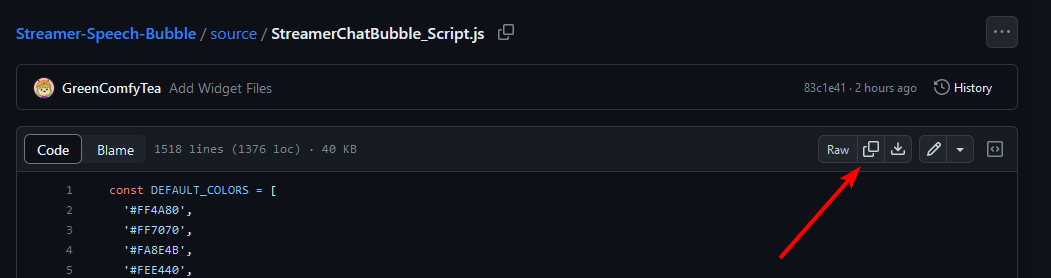 Streamer-Speech-Bubble / source / StreamerChatBubble_Script.js
GreenComfyTea Add Widget Files 83c1e41 · 2 hours ago History
Code Blame 1518 lines (1376 loc) · 40 KB Raw
1 const DEFAULT_COLORS = [
2 '#FF4A80',
3 '#FF7070',
4 '#FA8E4B',
5 '#FEE440',